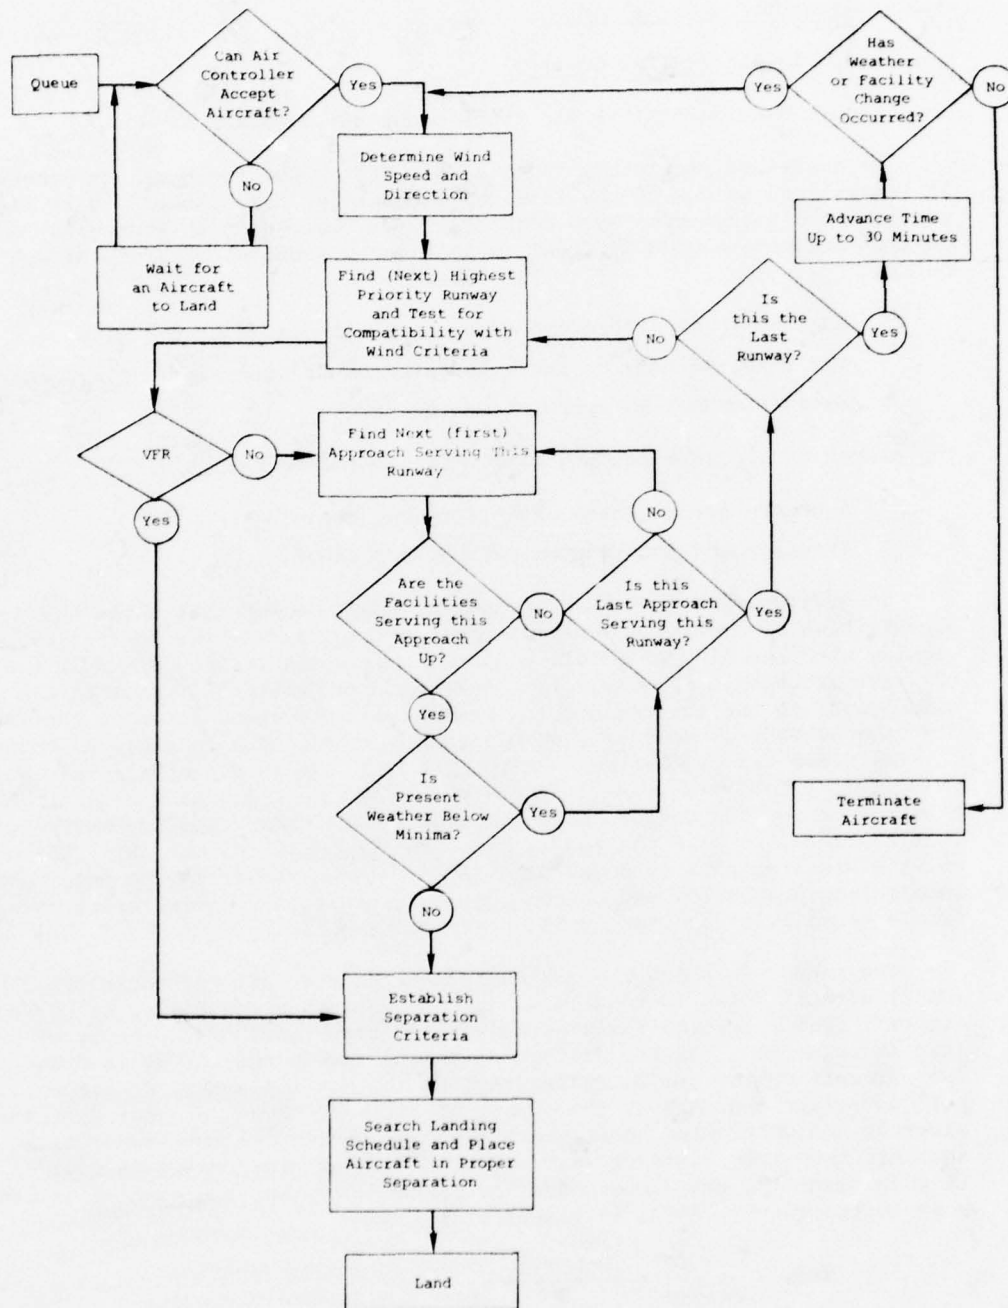 Queue
Can Air
Controller
Accept
Aircraft?
Yes
No
Wait for
an Aircraft
to Land
Determine Wind
Speed and
Direction
Find (Next) Highest
Priority Runway
and Test for
Compatibility with
Wind Criteria
Has
Weather
or Facility
Change
Occurred?
Yes
No
Advance Time
Up to 30 Minutes
Is
this the
Last
Runway?
No
Yes
VFR
No
Yes
Find Next (first)
Approach Serving This
Runway
Are the
Facilities
Serving this
Approach
Up?
No
Yes
Is this
Last Approach
Serving this
Runway?
No
Yes
Is
Present
Weather Below
Minima?
Yes
No
Terminate
Aircraft
Establish
Separation
Criteria
Search Landing
Schedule and Place
Aircraft in Proper
Separation
Land